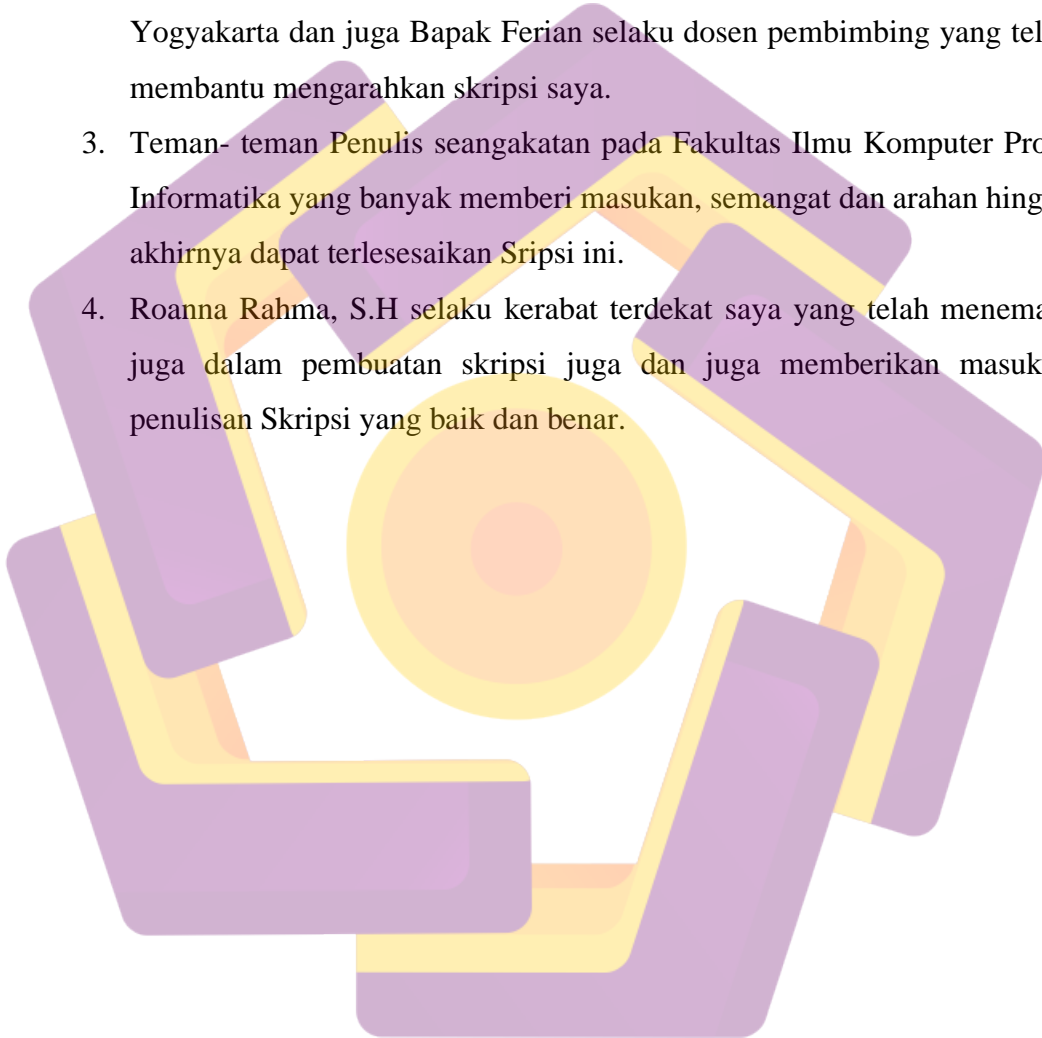 Yogyakarta dan juga Bapak Ferian selaku dosen pembimbing yang tel
membantu mengarahkan skripsi saya.
3. Teman- teman Penulis seangakatan pada Fakultas Ilmu Komputer Pro
Informatika yang banyak memberi masukan, semangat dan arahan hing
akhirnya dapat terlesesaikan Sripsi ini.
4. Roanna Rahma, S.H selaku kerabat terdekat saya yang telah menema
juga dalam pembuatan skripsi juga dan juga memberikan masuk
penulisan Skripsi yang baik dan benar.